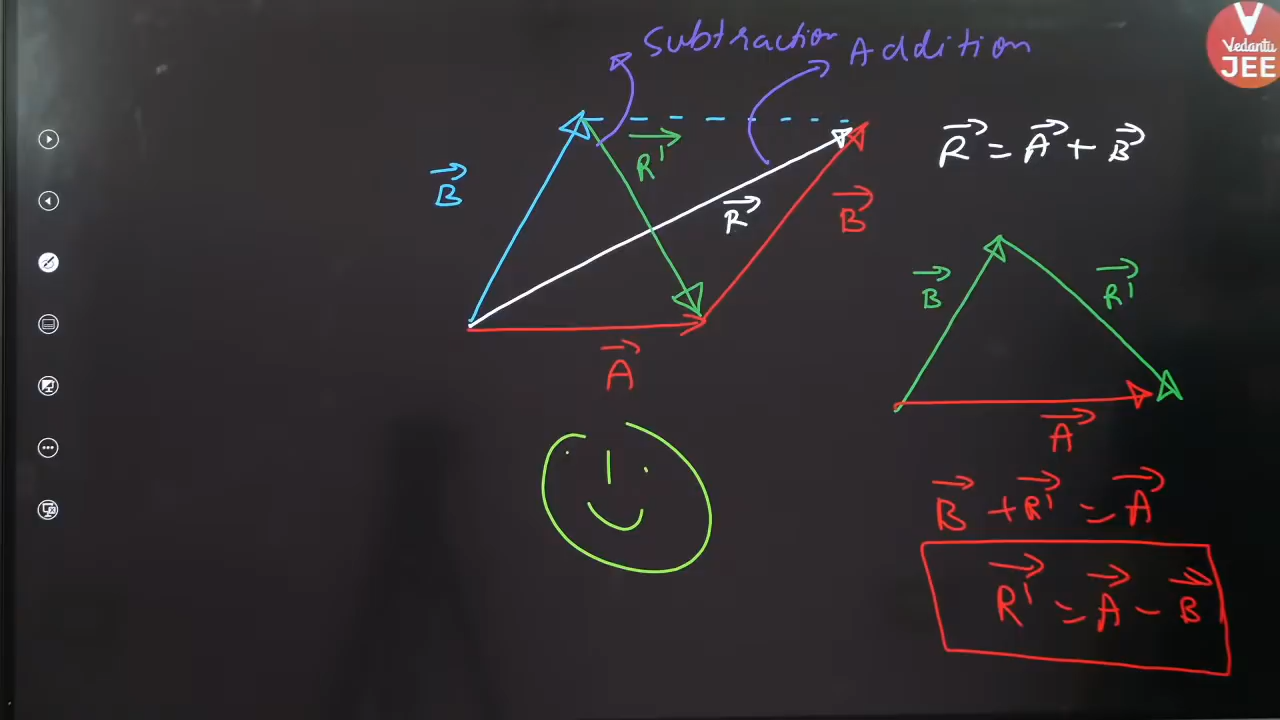 Subtraction
Addition
V
Vedantu
JEE
R⃗ = A⃗ + B⃗
B⃗
R⃗'
R⃗
B⃗
A⃗
B⃗
R⃗'
A⃗
B⃗ + R⃗' = A⃗
R⃗' = A⃗ - B⃗